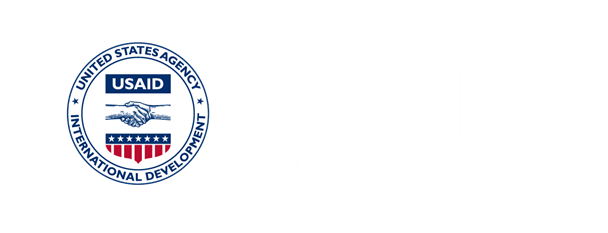 UNITED STATES AGENCY
USAID
INTERNATIONAL DEVELOPMENT